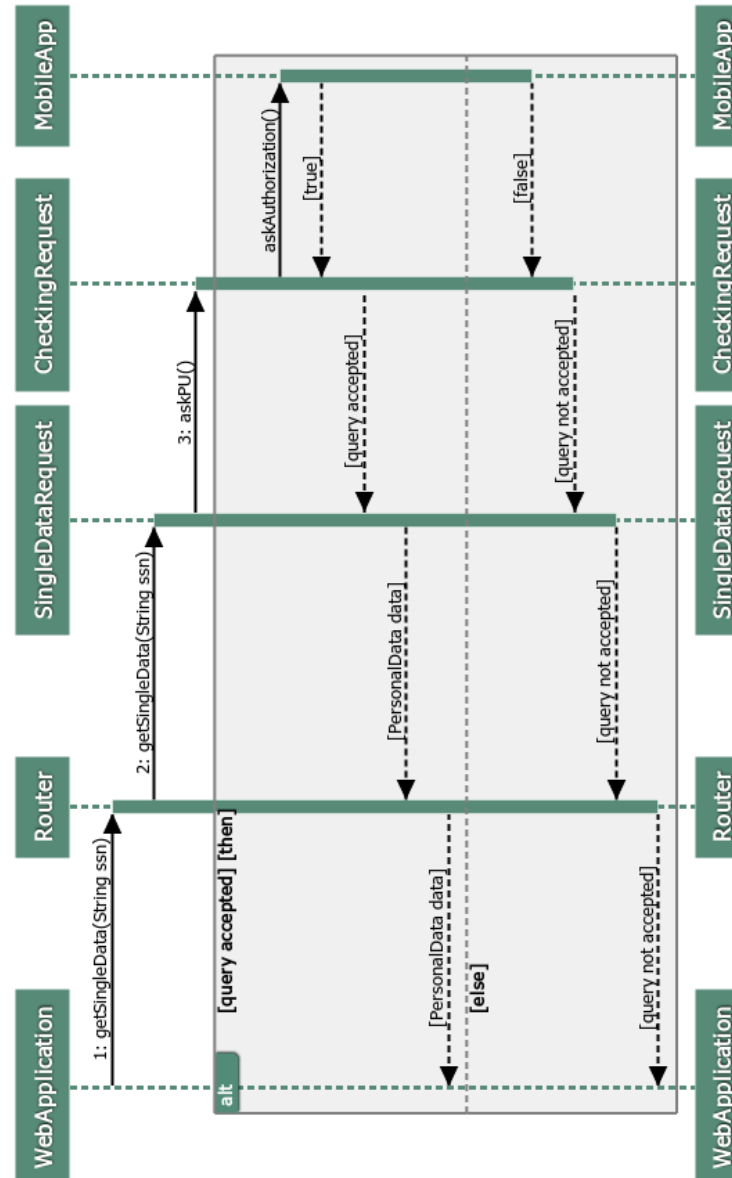 WebApplication
Router
SingleDataRequest
CheckingRequest
MobileApp
1: getSingleData(String ssn)
2: getSingleData(String ssn)
3: askPU()
alt
[query accepted] [then]
askAuthorization()
[true]
[query accepted]
[PersonalData data]
[PersonalData data]
[else]
[false]
[query not accepted]
[query not accepted]
[query not accepted]
WebApplication
Router
SingleDataRequest
CheckingRequest
MobileApp